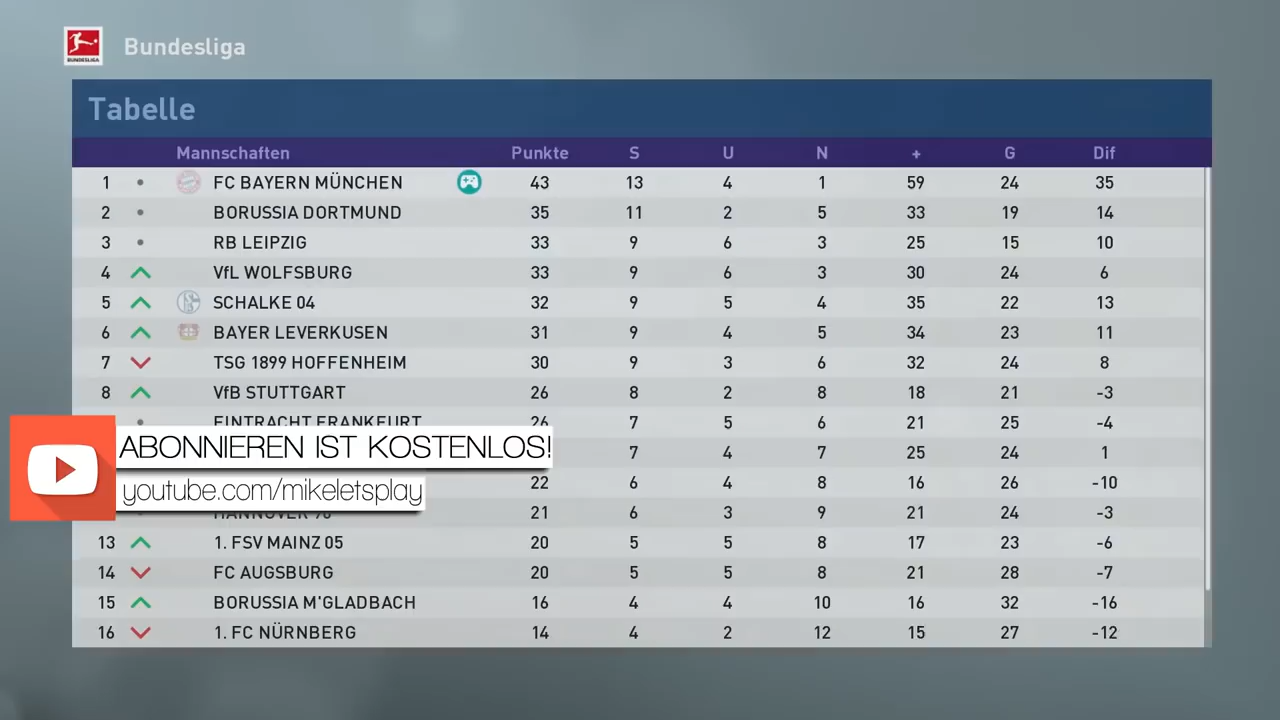 BUNDESLIGA
Bundesliga
Tabelle
Mannschaften Punkte S U N + G Dif
1 FC BAYERN MÜNCHEN 43 13 4 1 59 24 35
2 BORUSSIA DORTMUND 35 11 2 5 33 19 14
3 RB LEIPZIG 33 9 6 3 25 15 10
4 VfL WOLFSBURG 33 9 6 3 30 24 6
5 SCHALKE 04 32 9 5 4 35 22 13
6 BAYER LEVERKUSEN 31 9 4 5 34 23 11
7 TSG 1899 HOFFENHEIM 30 9 3 6 32 24 8
8 VfB STUTTGART 26 8 2 8 18 21 -3
EINTRACHT FRANKFURT 26 7 5 6 21 25 -4
ABONNIEREN IST KOSTENLOS!
7 4 7 25 24 1
youtube.com/mikeletsplay
22 6 4 8 16 26 -10
HANNOVER 96 21 6 3 9 21 24 -3
13 1. FSV MAINZ 05 20 5 5 8 17 23 -6
14 FC AUGSBURG 20 5 5 8 21 28 -7
15 BORUSSIA M'GLADBACH 16 4 4 10 16 32 -16
16 1. FC NÜRNBERG 14 4 2 12 15 27 -12